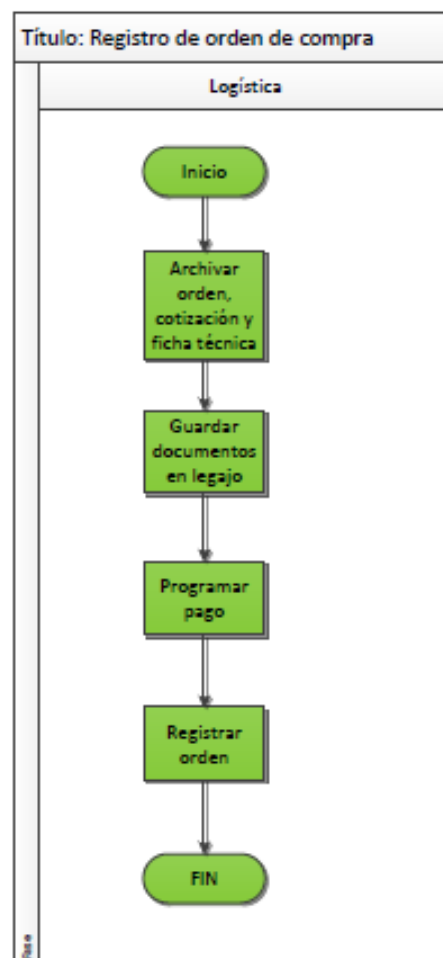 Título: Registro de orden de compra
Logística
Inicio
Archivar
orden,
cotización y
ficha técnica
Guardar
documentos
en legajo
Programar
pago
Registrar
orden
FIN
Fase